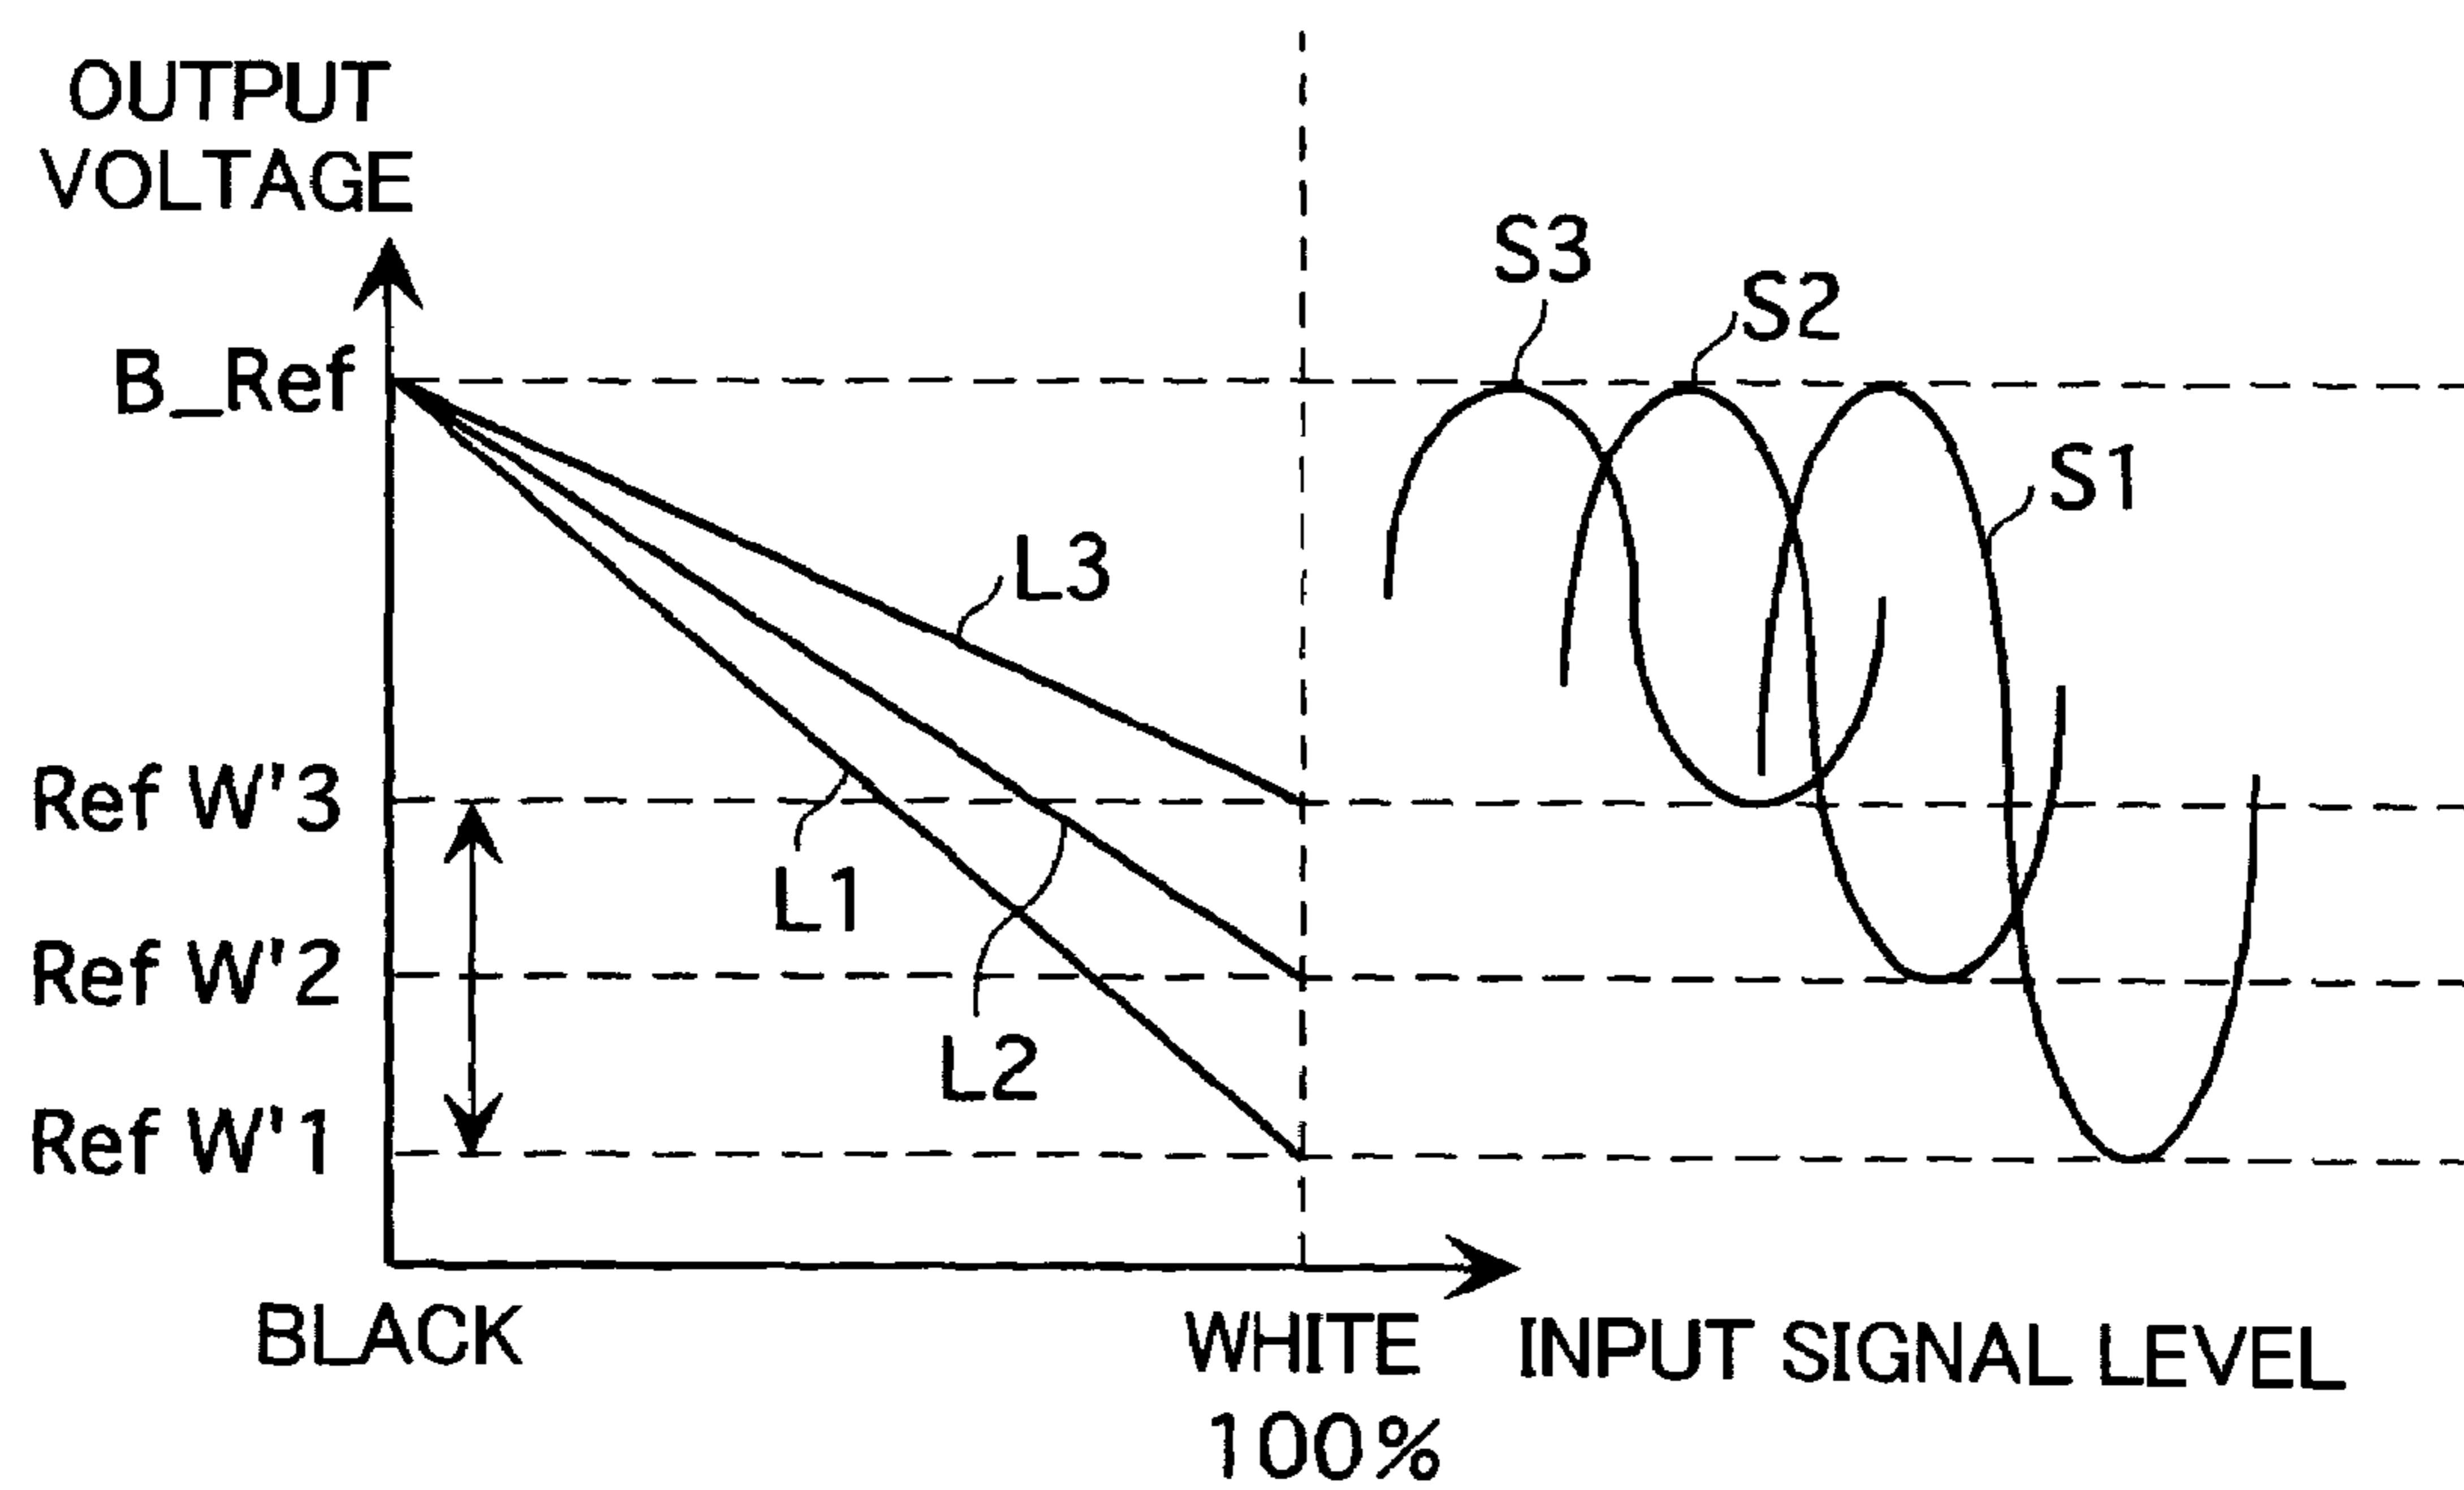 OUTPUT
VOLTAGE
S3
S2
B_Ref
S1
L3
Ref W'3
L1
Ref W'2
L2
Ref W'1
BLACK
WHITE
100%
INPUT SIGNAL LEVEL